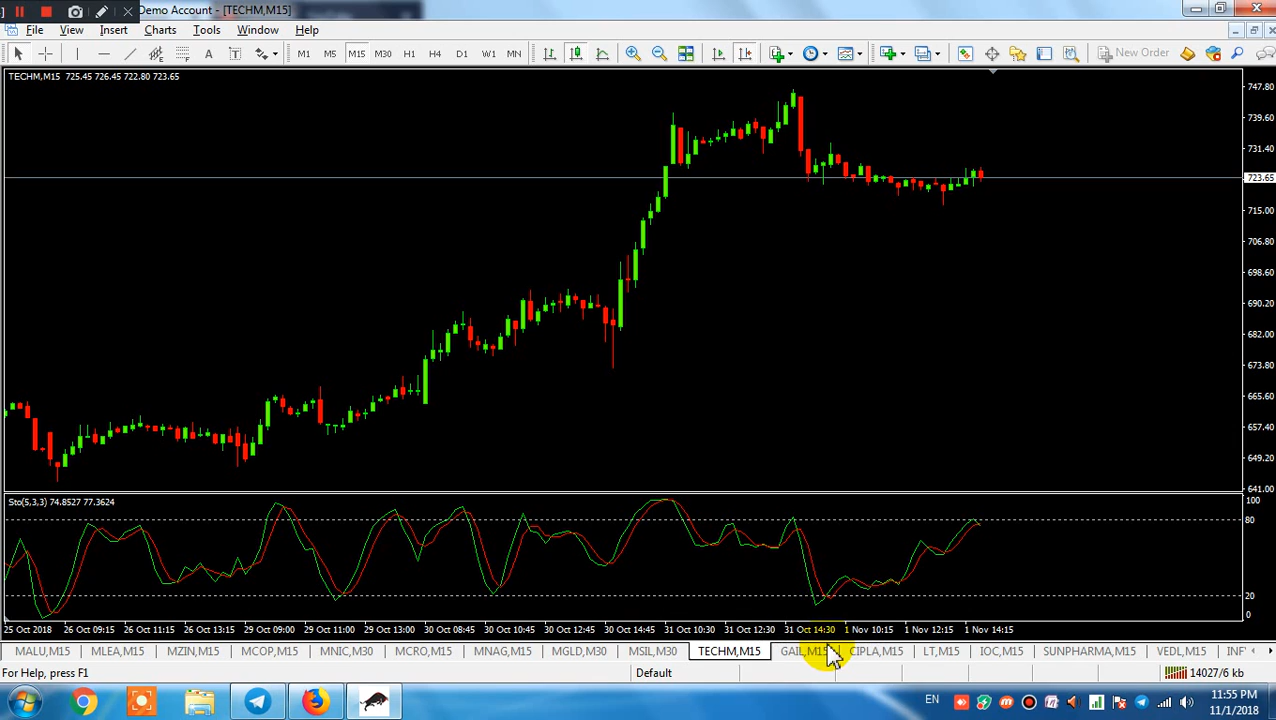 Demo Account - [TECHM,M15]
File View Insert Charts Tools Window Help
A T M1 M5 M15 M30 H1 H4 D1 W1 MN New Order
TECHM,M15 725.45 726.45 722.80 723.65
747.80
739.60
731.40
723.65
715.00
706.80
698.60
690.20
682.00
673.80
665.60
657.40
649.20
641.00
Sto(5,3,3) 74.8527 77.3624
100
80
20
0
25 Oct 2018 26 Oct 09:15 26 Oct 11:15 26 Oct 13:15 29 Oct 09:00 29 Oct 11:00 29 Oct 13:00 30 Oct 08:45 30 Oct 10:45 30 Oct 12:45 30 Oct 14:45 31 Oct 10:30 31 Oct 12:30 31 Oct 14:30 1 Nov 10:15 1 Nov 12:15 1 Nov 14:15
MALU,M15 MLEA,M15 MZIN,M15 MCOP,M15 MNIC,M30 MCRO,M15 MNAG,M15 MGLD,M30 MSIL,M30 TECHM,M15 GAIL,M15 CIPLA,M15 LT,M15 IOC,M15 SUNPHARMA,M15 VEDL,M15 INF
For Help, press F1 Default 14027/6 kb
EN 11:55 PM
11/1/2018